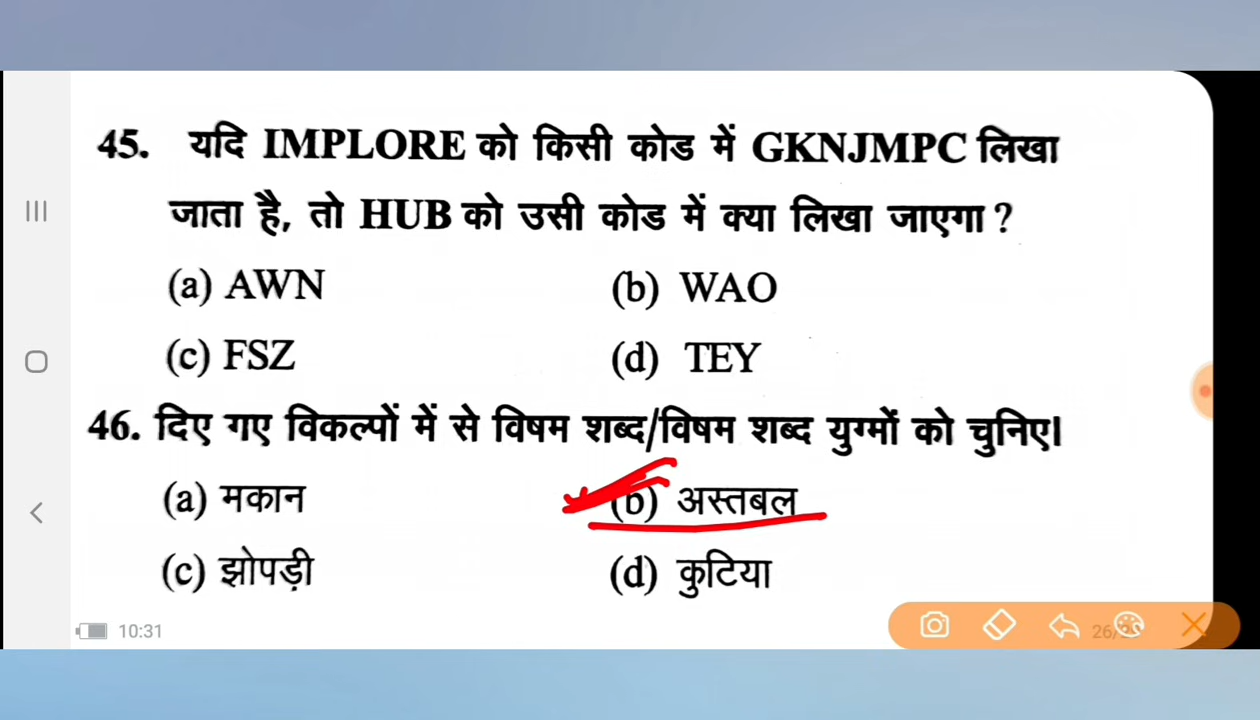 45. यदि IMPLORE को किसी कोड में GKNJMPC लिखा
जाता है, तो HUB को उसी कोड में क्या लिखा जाएगा ?
(a) AWN (b) WAO
(c) FSZ (d) TEY
46. दिए गए विकल्पों में से विषम शब्द/विषम शब्द युग्मों को चुनिए।
(a) मकान (b) अस्तबल
(c) झोपड़ी (d) कुटिया
10:31